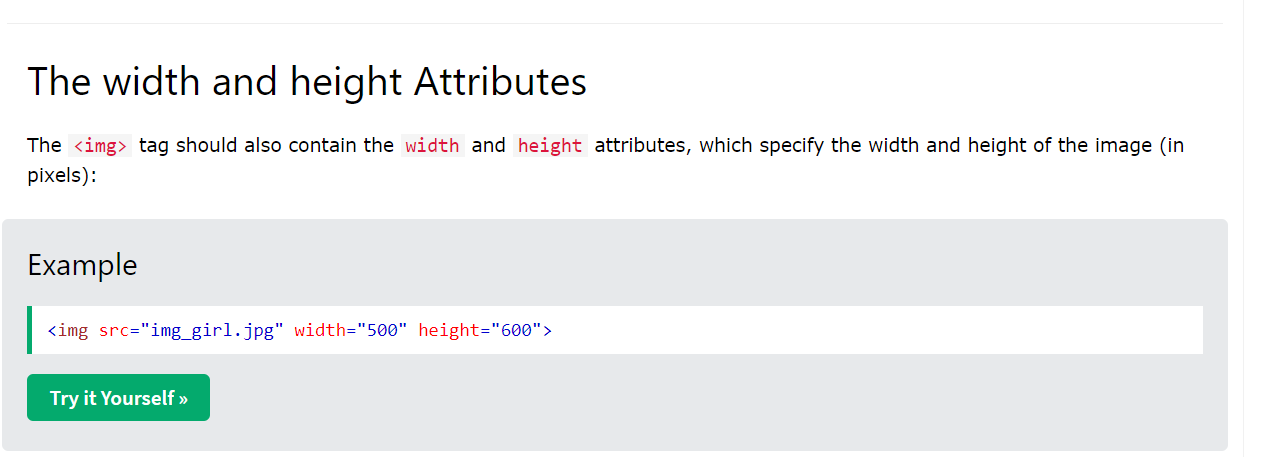 The width and height Attributes
The <img> tag should also contain the width and height attributes, which specify the width and height of the image (in
pixels):
Example
<img src="img_girl.jpg" width="500" height="600">
Try it Yourself »